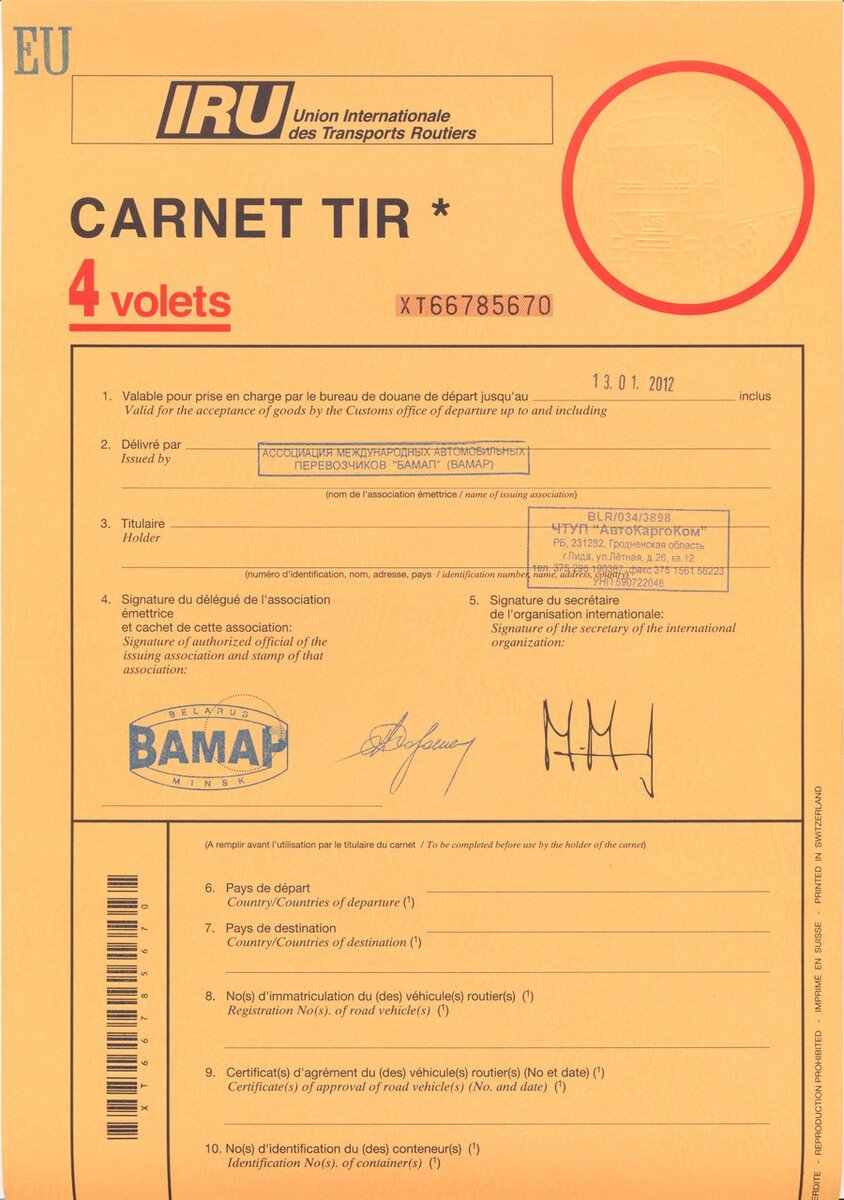 EU
IRU Union Internationale
des Transports Routiers
CARNET TIR *
4 volets
XT66785670
1. Valable pour prise en charge par le bureau de douane de départ jusqu'au 13. 01. 2012 inclus
Valid for the acceptance of goods by the Customs office of departure up to and including
2. Délivré par
Issued by
АССОЦИАЦИЯ МЕЖДУНАРОДНЫХ АВТОМОБИЛЬНЫХ
ПЕРЕВОЗЧИКОВ "БАМАП" (BAMAP)
(nom de l'association émettrice / name of issuing association)
3. Titulaire
Holder
BLR/034/3898
ЧТУП "АвтоКаргоКом"
РБ, 231282, Гродненская область
г.Лида, ул.Лётная, д.26, кв.12
тел. 375 296 факс 375 1561 56223
УНП 590722046
(numéro d'identification, nom, adresse, pays / identification number, name, address, country)
4. Signature du délégué de l'association
émettrice
et cachet de cette association:
Signature of authorized official of the
issuing association and stamp of that
association:
5. Signature du secrétaire
de l'organisation internationale:
Signature of the secretary of the international
organization:
BELARUS
BAMAP
MINSK
(A remplir avant l'utilisation par le titulaire du carnet / To be completed before use by the holder of the carnet)
6. Pays de départ
Country/Countries of departure (1)
7. Pays de destination
Country/Countries of destination (1)
8. No(s) d'immatriculation du (des) véhicule(s) routier(s) (1)
Registration No(s). of road vehicle(s) (1)
9. Certificat(s) d'agrément du (des) véhicule(s) routier(s) (No et date) (1)
Certificate(s) of approval of road vehicle(s) (No. and date) (1)
10. No(s) d'identification du (des) conteneur(s) (1)
Identification No(s). of container(s) (1)
XT66785670
RDITE - REPRODUCTION PROHIBITED - IMPRIMÉ EN SUISSE - PRINTED IN SWITZERLAND